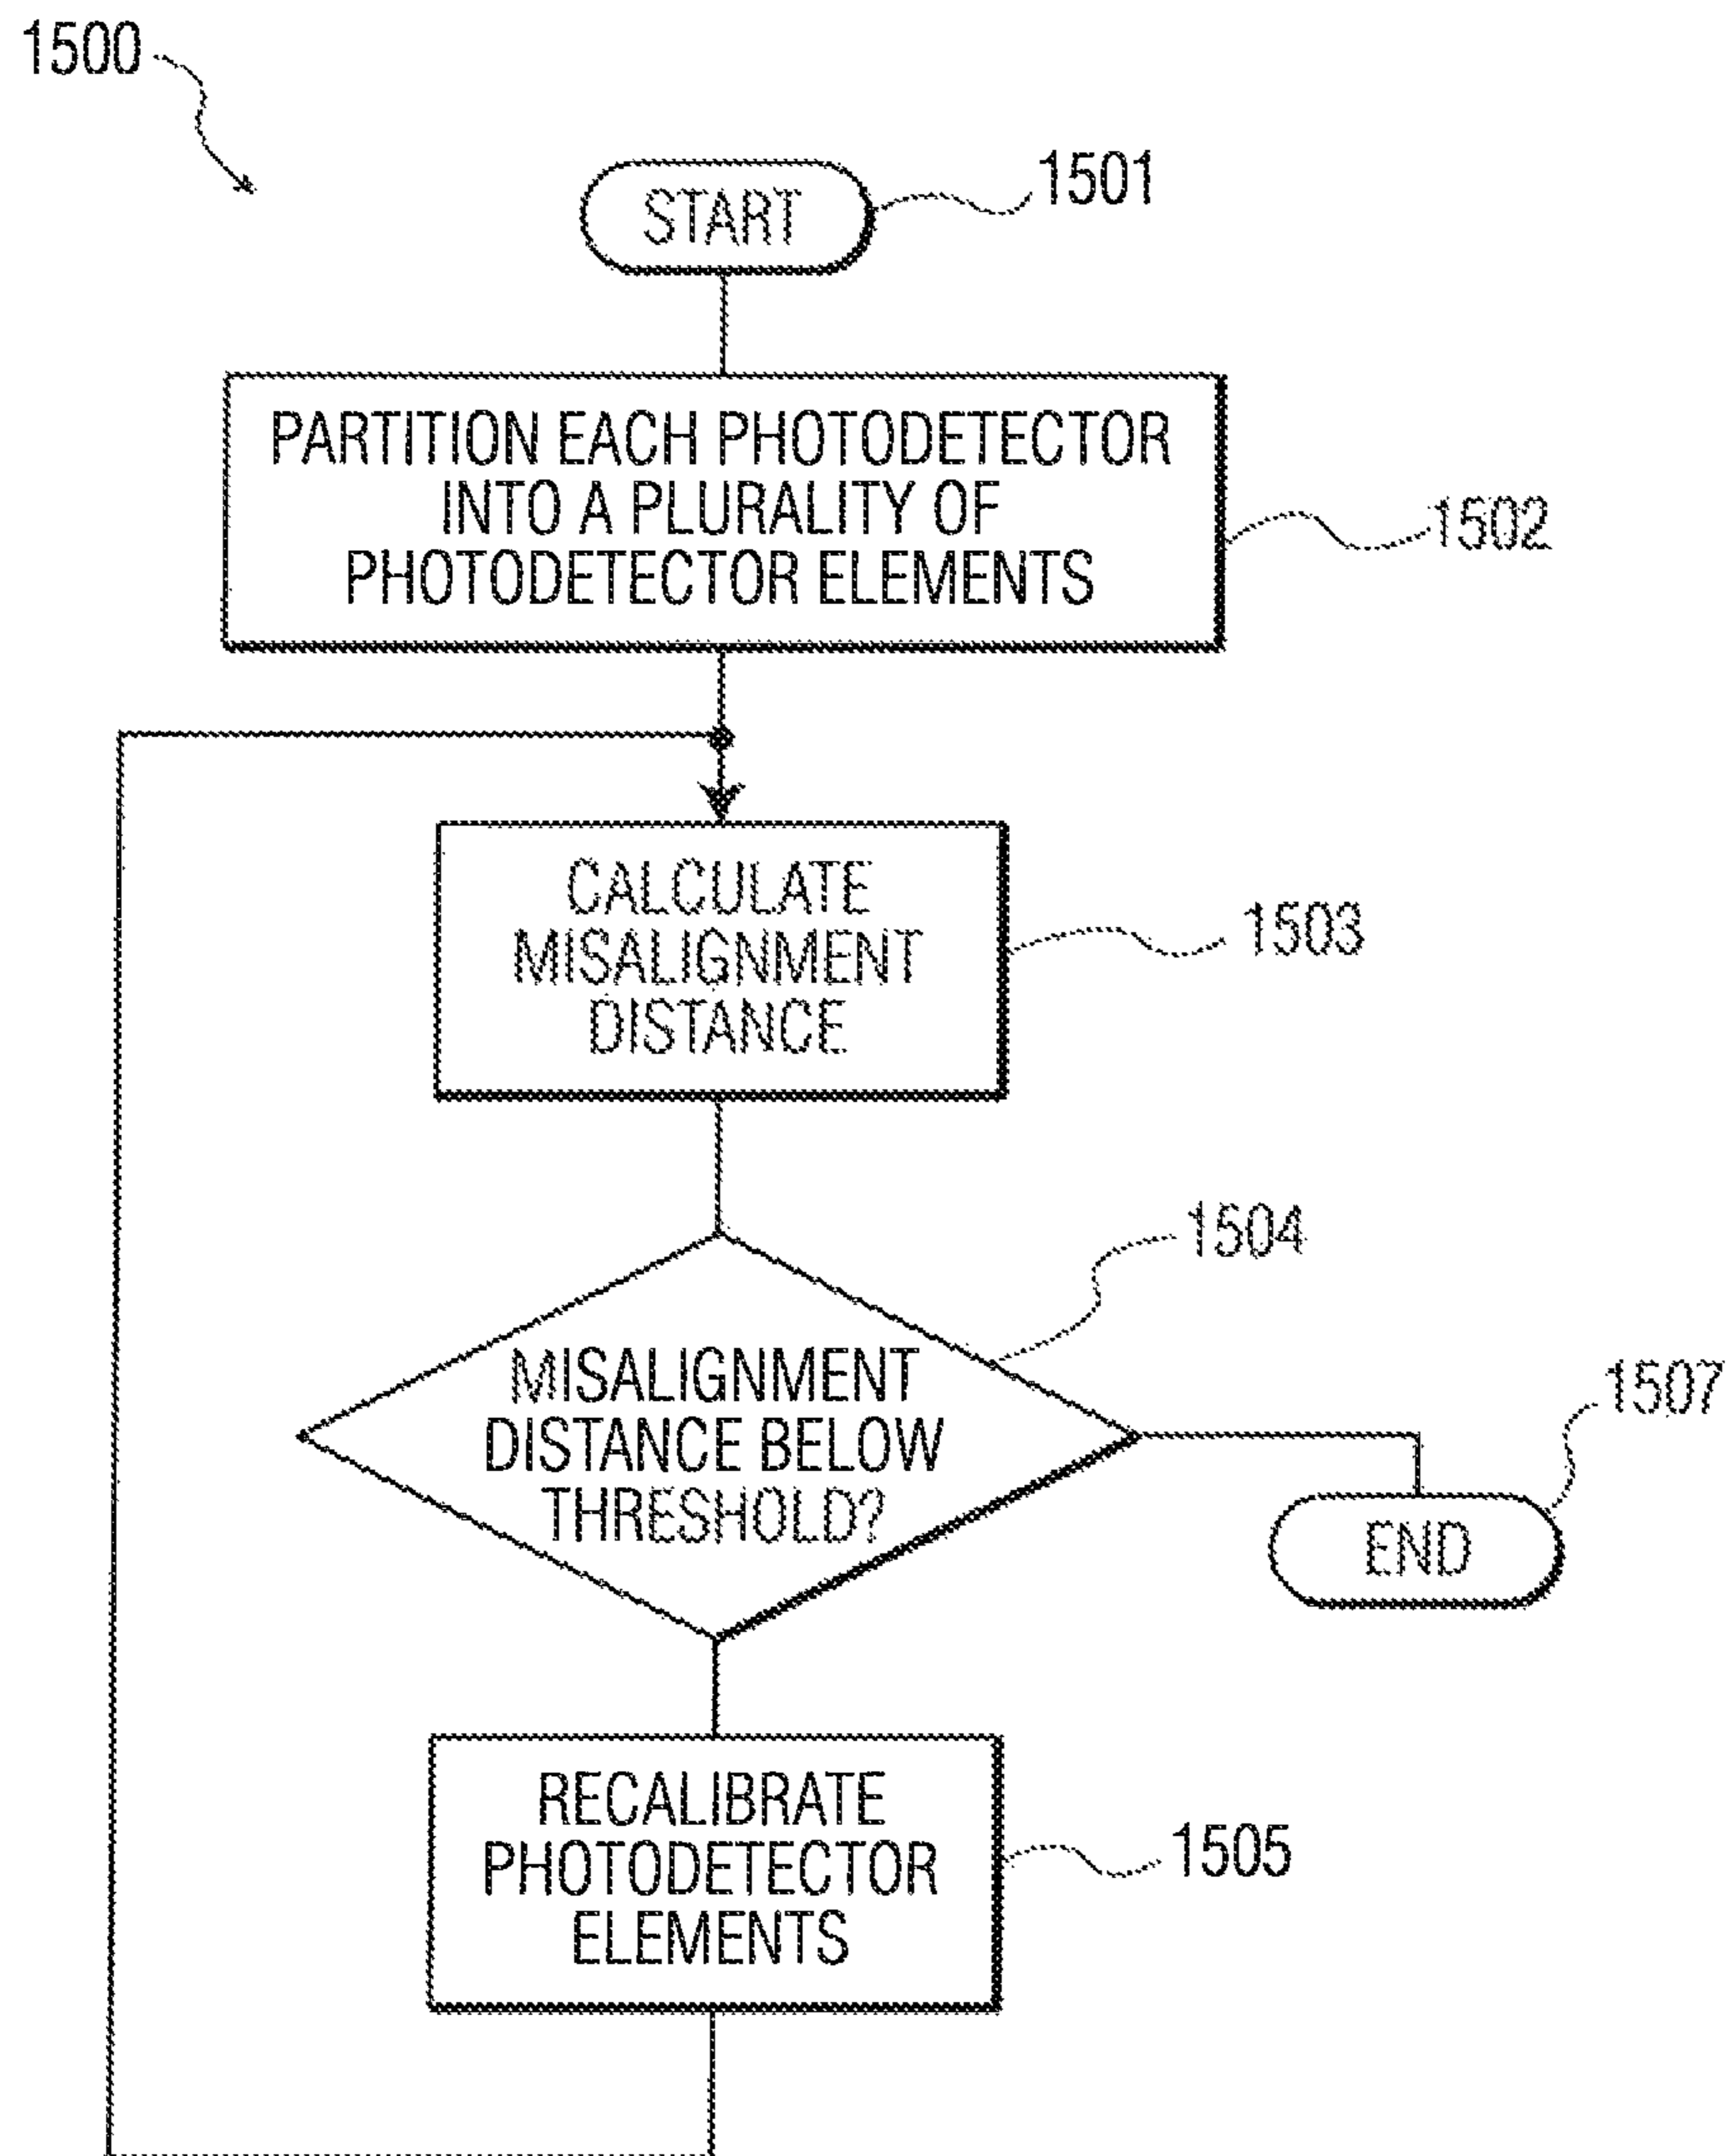 1500
START
1501
PARTITION EACH PHOTODETECTOR
INTO A PLURALITY OF
PHOTODETECTOR ELEMENTS
1502
CALCULATE
MISALIGNMENT
DISTANCE
1503
1504
MISALIGNMENT
DISTANCE BELOW
THRESHOLD?
1507
END
RECALIBRATE
PHOTODETECTOR
ELEMENTS
1505